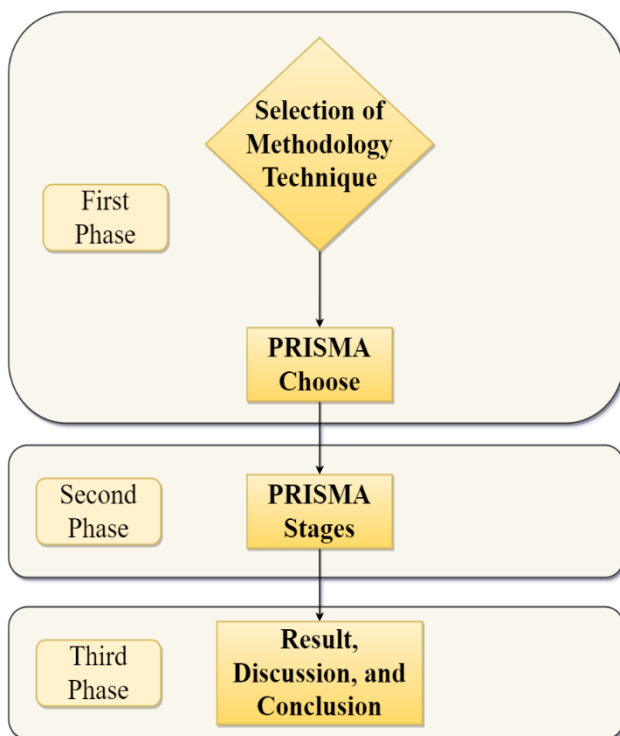 Selection of
Methodology
Technique
First
Phase
PRISMA
Choose
Second
Phase
PRISMA
Stages
Third
Phase
Result,
Discussion, and
Conclusion